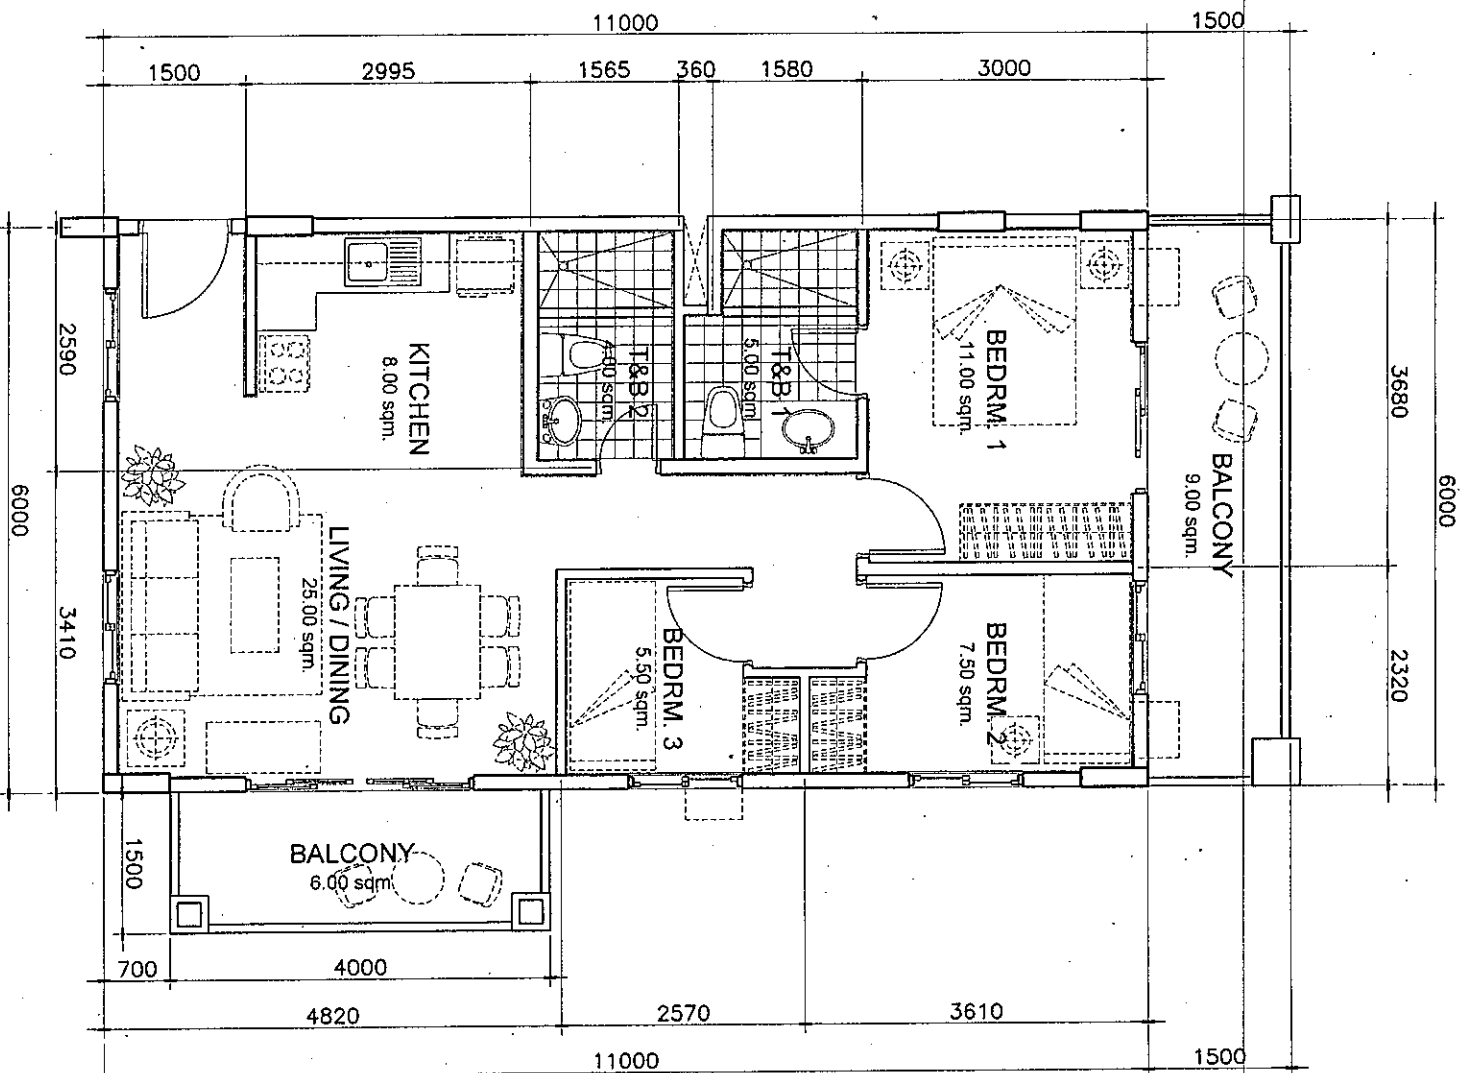 11000
1500
1500
2995
1565
360
1580
3000
2590
3410
6000
3680
2320
6000
KITCHEN
8.00 sqm.
T&B 2
T&B 1
5.00 sqm.
BEDRM. 1
11.00 sqm.
BALCONY
9.00 sqm.
LIVING / DINING
25.00 sqm.
BEDRM. 3
5.50 sqm.
BEDRM. 2
7.50 sqm.
BALCONY
6.00 sqm.
1500
700
4000
4820
2570
3610
11000
1500